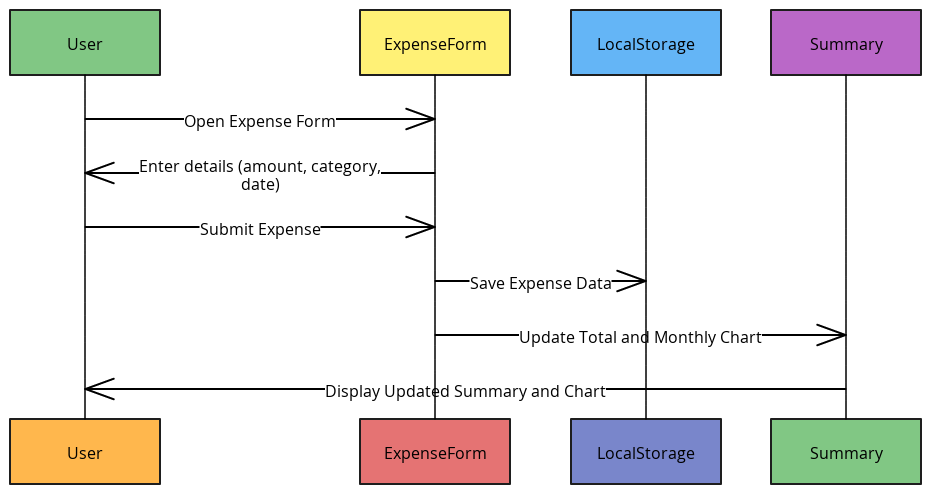 User
ExpenseForm
LocalStorage
Summary
Open Expense Form
Enter details (amount, category,
date)
Submit Expense
Save Expense Data
Update Total and Monthly Chart
Display Updated Summary and Chart
User
ExpenseForm
LocalStorage
Summary